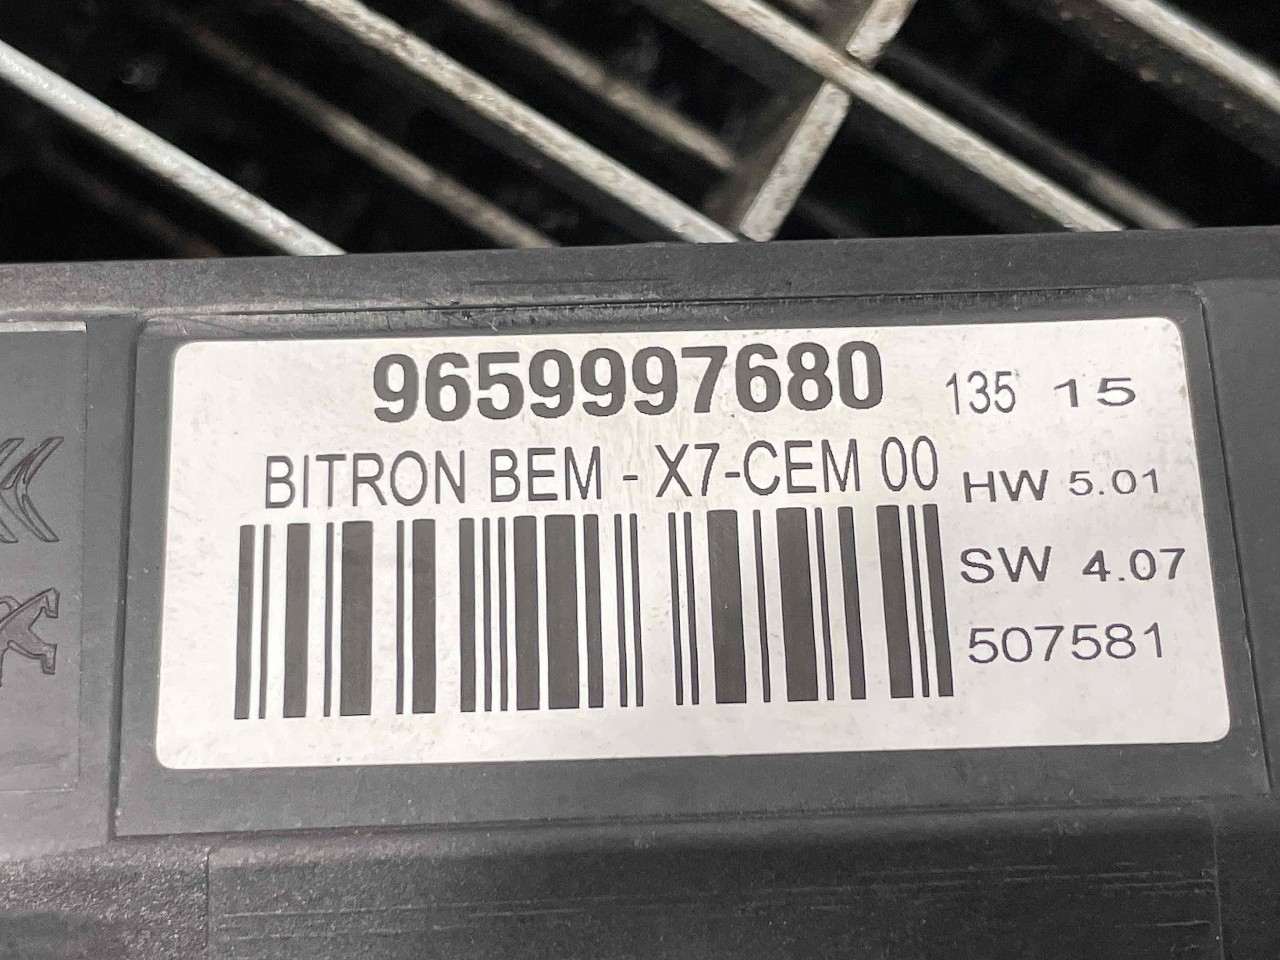 9659997680 135 15
BITRON BEM - X7-CEM 00 HW 5.01
SW 4.07
507581